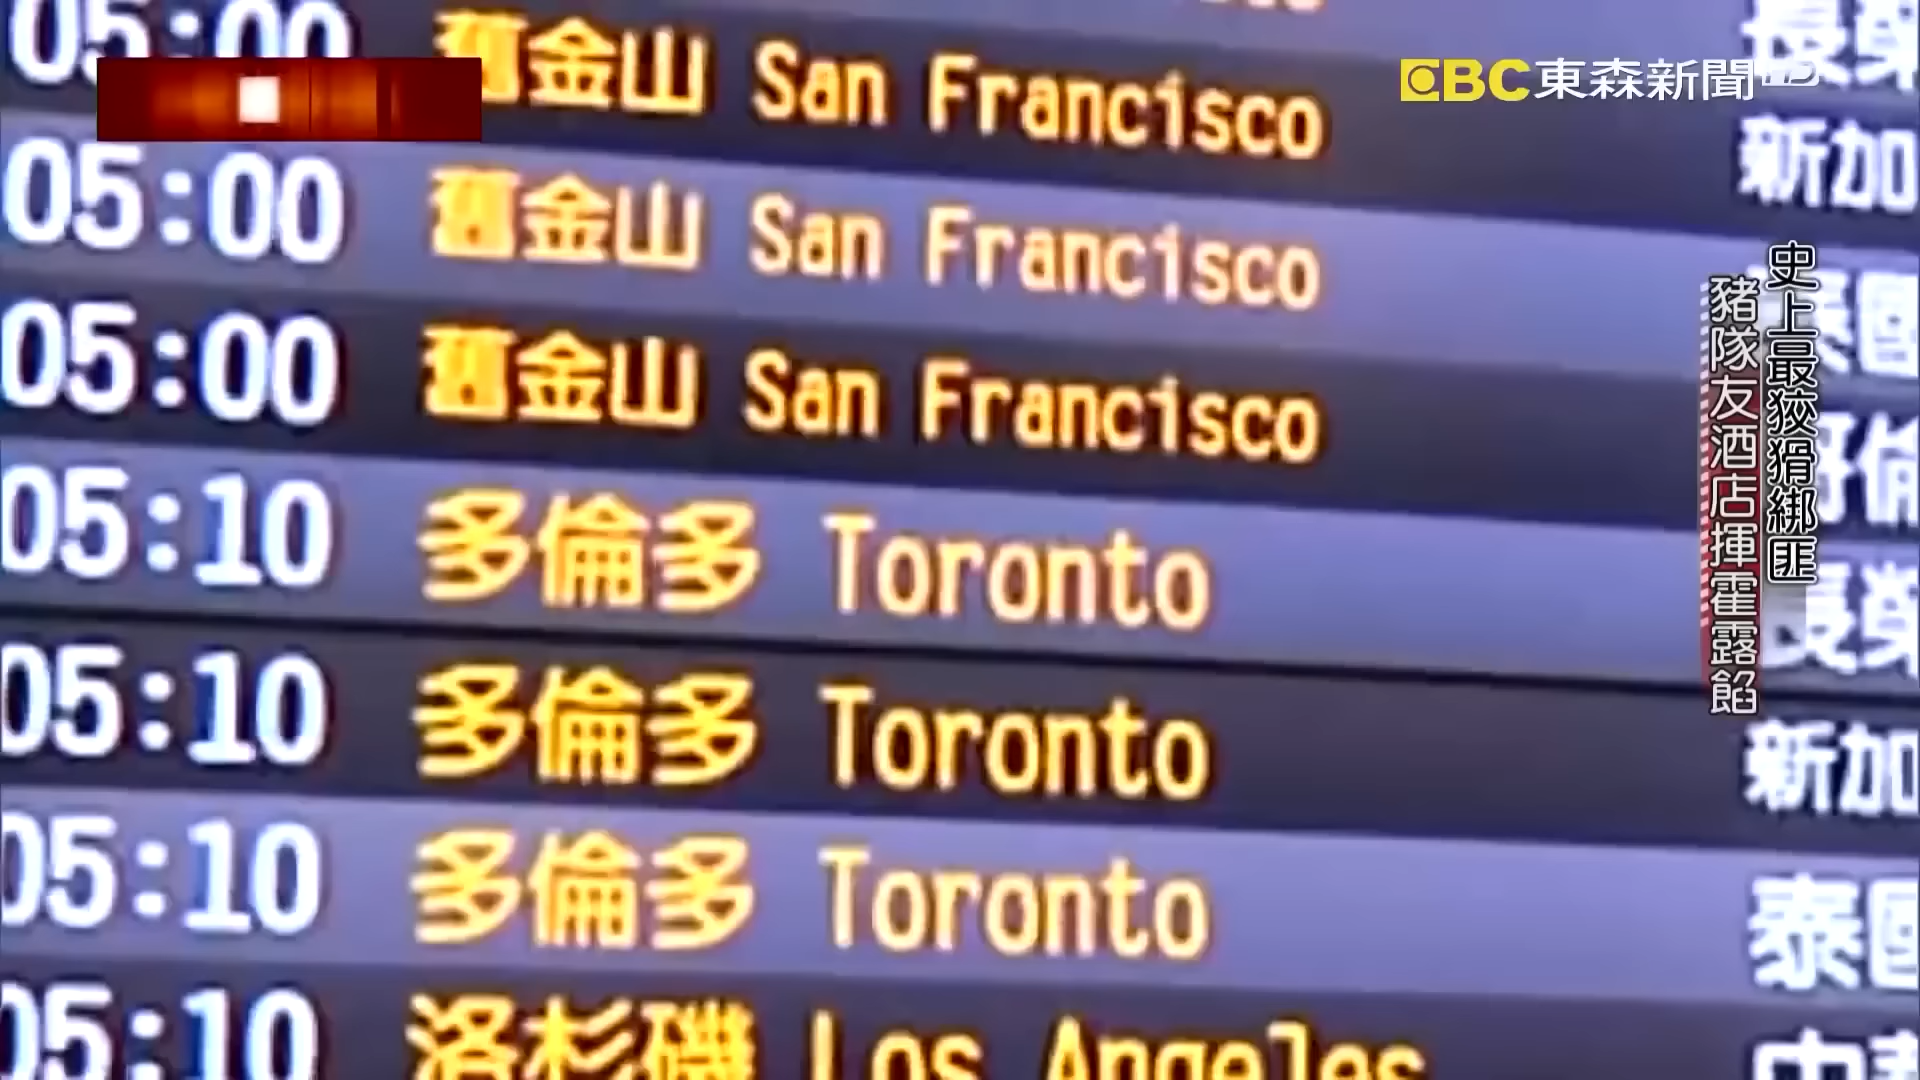 05:00 舊金山 San Francisco 長榮
EBC東森新聞
05:00 舊金山 San Francisco 新加
05:00 舊金山 San Francisco 泰國
05:10 多倫多 Toronto
05:10 多倫多 Toronto 長榮
05:10 多倫多 Toronto 新加
05:10 洛杉磯 Los Angeles 泰國
史上最狡猾綁匪
豬隊友酒店揮霍露餡